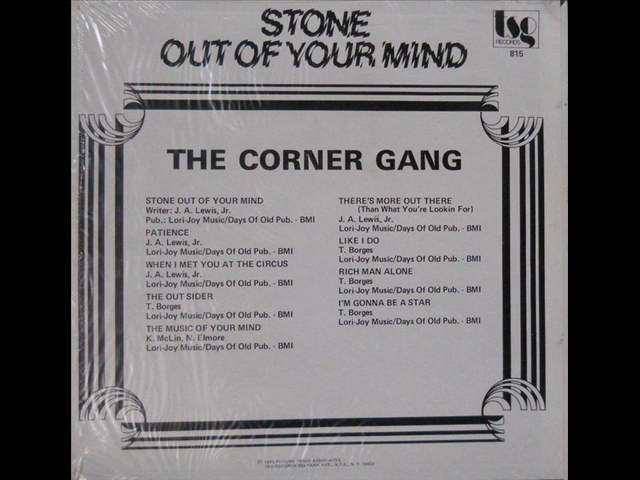 STONE
OUT OF YOUR MIND
tsg
RECORDS
815
THE CORNER GANG
STONE OUT OF YOUR MIND
Writer: J. A. Lewis, Jr.
Pub.: Lori-Joy Music/Days Of Old Pub. - BMI
PATIENCE
J. A. Lewis, Jr.
Lori-Joy Music/Days Of Old Pub. - BMI
WHEN I MET YOU AT THE CIRCUS
J. A. Lewis, Jr.
Lori-Joy Music/Days Of Old Pub. - BMI
THE OUT SIDER
T. Borges
Lori-Joy Music/Days Of Old Pub. - BMI
THE MUSIC OF YOUR MIND
K. McLin, N. Elmore
Lori-Joy Music/Days Of Old Pub. - BMI
THERE'S MORE OUT THERE
(Than What You're Lookin For)
J. A. Lewis, Jr.
Lori-Joy Music/Days Of Old Pub. - BMI
LIKE I DO
T. Borges
Lori-Joy Music/Days Of Old Pub. - BMI
RICH MAN ALONE
T. Borges
Lori-Joy Music/Days Of Old Pub. - BMI
I'M GONNA BE A STAR
T. Borges
Lori-Joy Music/Days Of Old Pub. - BMI